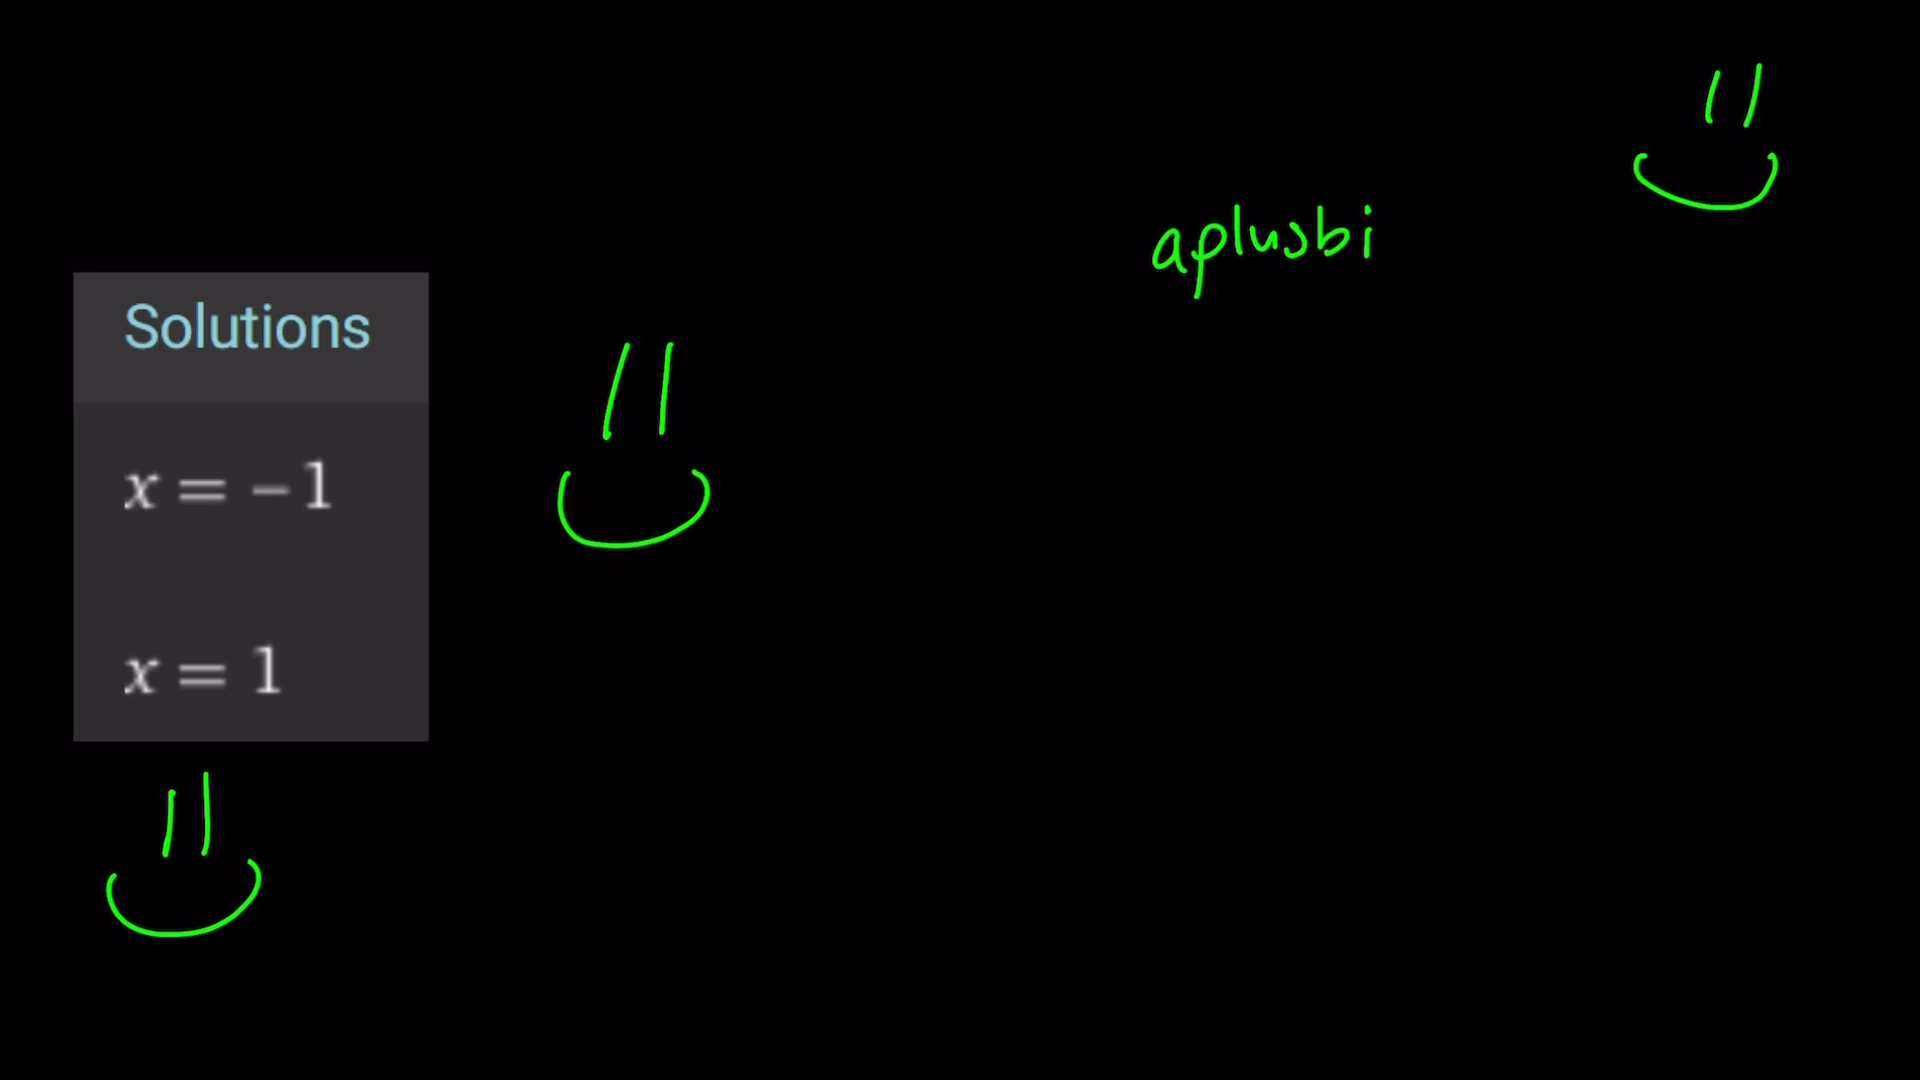 aplusbi
Solutions
x = -1
x = 1